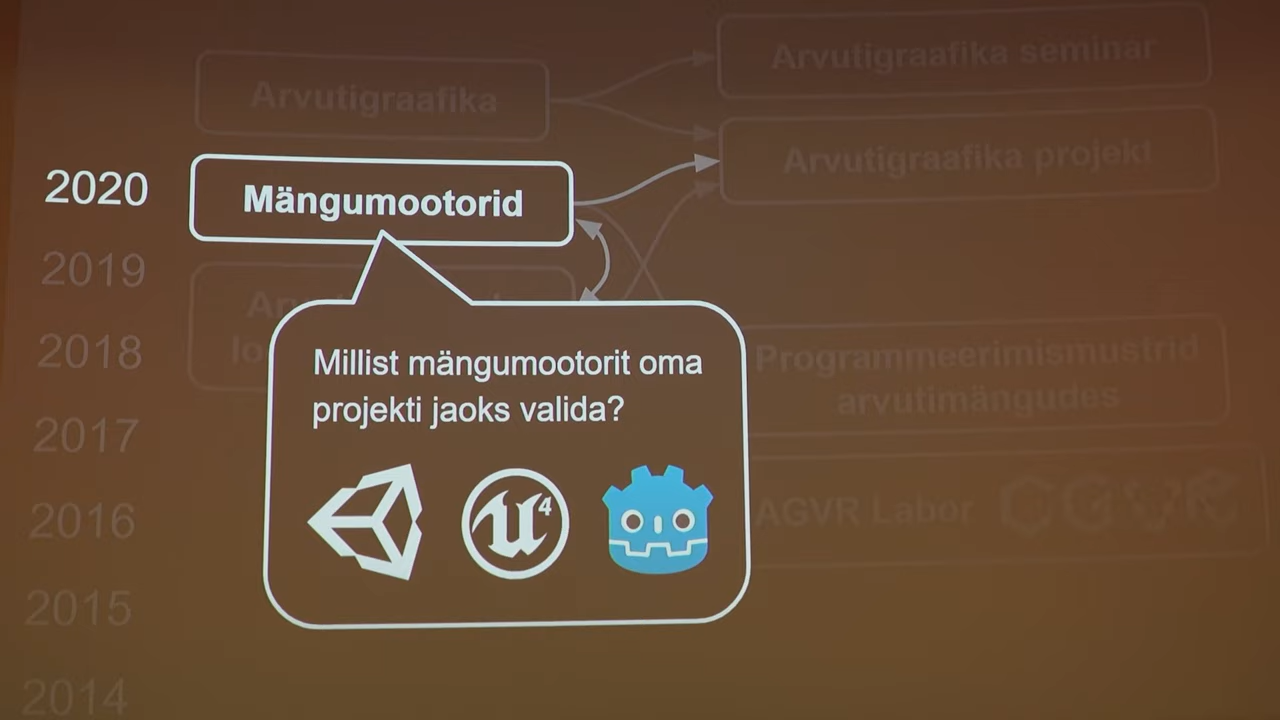 Arvutigraafika seminar
Arvutigraafika
Arvutigraafika projekt
2020
Mängumootorid
2019
2018
Millist mängumootorit oma
projekti jaoks valida?
Programmeerimismustrid
arvutimängudes
2017
2016
AGVR Labor
CGVR
2015
2014